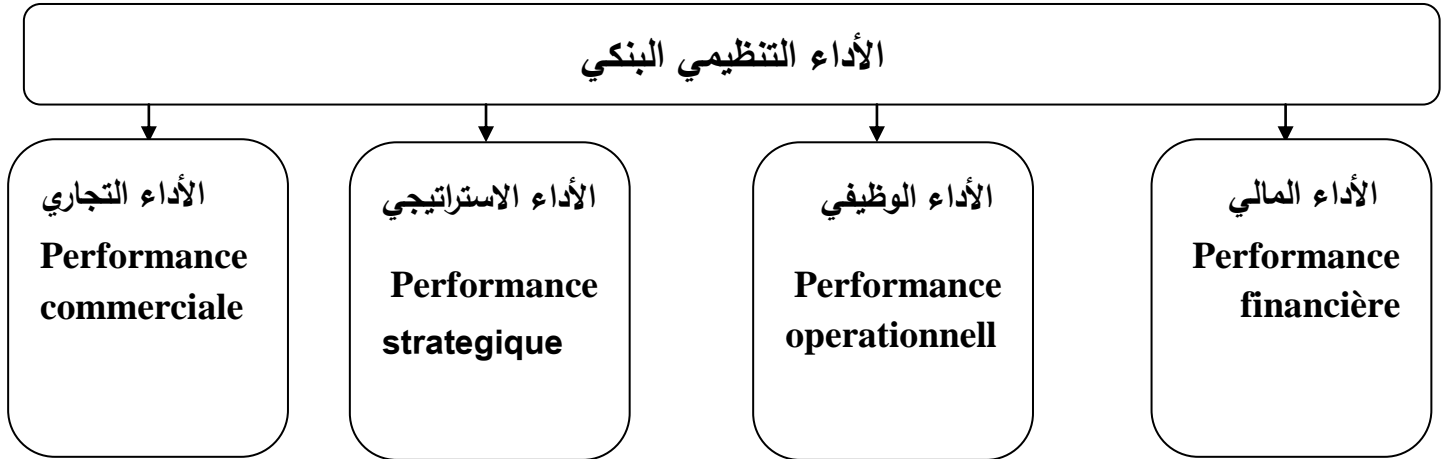 الأداء التنظيمي البنكي
الأداء المالي
Performance
financière
الأداء الوظيفي
Performance
operationnell
الأداء الاستراتيجي
Performance
strategique
الأداء التجاري
Performance
commerciale